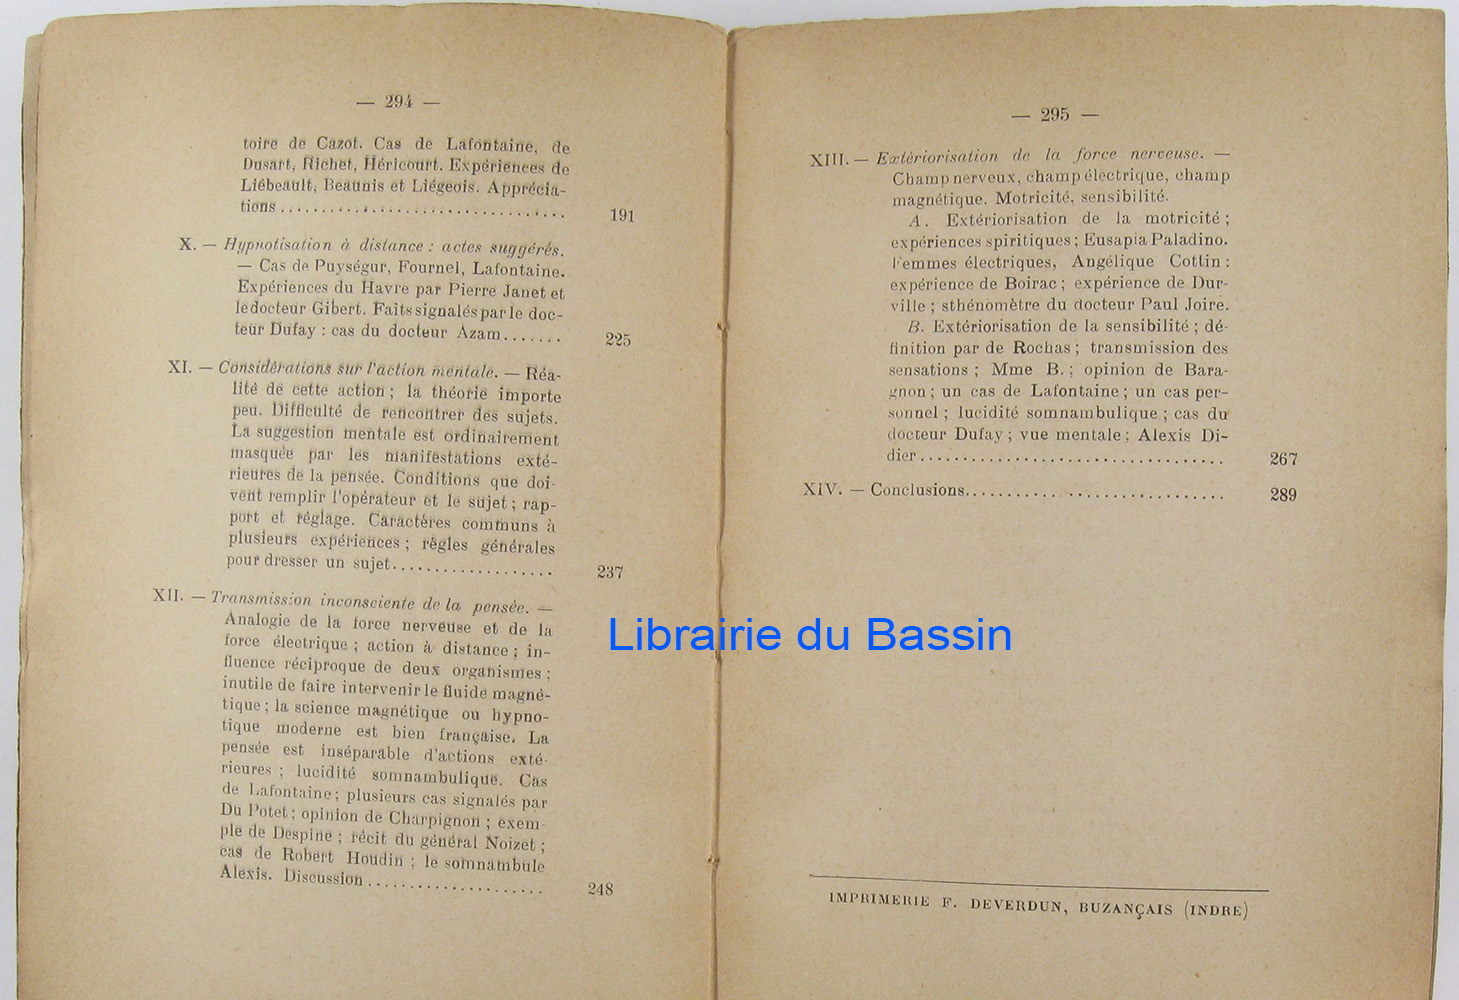 — 294 —
toire de Cazot. Cas de Lafontaine, de
Dusart, Richet, Héricourt. Expériences de
Liébeault, Beaunis et Liégeois. Apprécia-
tions .................................. 191
X. — Hypnotisation à distance : actes suggérés.
— Cas de Puységur, Fournel, Lafontaine.
Expériences du Havre par Pierre Janet et
le docteur Gibert. Faits signalés par le doc-
teur Dufay : cas du docteur Azam....... 225
XI. — Considérations sur l'action mentale. — Réa-
lité de cette action ; la théorie importe
peu. Difficulté de rencontrer des sujets.
La suggestion mentale est ordinairement
masquée par les manifestations exté-
rieures de la pensée. Conditions que doi-
vent remplir l'opérateur et le sujet ; rap-
port et réglage. Caractères communs à
plusieurs expériences ; règles générales
pour dresser un sujet.................. 237
XII. — Transmission inconsciente de la pensée. —
Analogie de la force nerveuse et de la
force électrique ; action à distance ; in-
fluence réciproque de deux organismes ;
inutile de faire intervenir le fluide magné-
tique ; la science magnétique ou hypno-
tique moderne est bien française. La
pensée est inséparable d'actions exté-
rieures ; lucidité somnambulique. Cas
de Lafontaine ; plusieurs cas signalés par
Du Potet ; opinion de Charpignon ; exem-
ple de Despine ; récit du général Noizet ;
cas de Robert Houdin ; le somnambule
Alexis. Discussion ..................... 248
— 295 —
XIII. — Extériorisation de la force nerveuse. —
Champ nerveux, champ électrique, champ
magnétique. Motricité, sensibilité.
A. Extériorisation de la motricité ;
expériences spiritiques ; Eusapia Paladino.
Femmes électriques, Angélique Cottin :
expérience de Boirac ; expérience de Dur-
ville ; sthénomètre du docteur Paul Joire.
B. Extériorisation de la sensibilité ; dé-
finition par de Rochas ; transmission des
sensations ; Mme B. ; opinion de Bara-
gnon ; un cas de Lafontaine ; un cas per-
sonnel ; lucidité somnambulique ; cas du
docteur Dufay ; vue mentale ; Alexis Di-
dier .................................. 267
XIV. — Conclusions............................... 289
Librairie du Bassin
IMPRIMERIE F. DEVERDUN, BUZANÇAIS (INDRE)